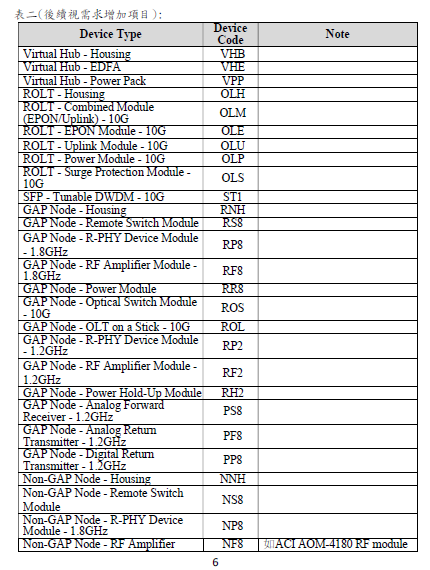 表二(後續視需求增加項目):
Device Type Device Code Note
Virtual Hub - Housing VHB
Virtual Hub - EDFA VHE
Virtual Hub - Power Pack VPP
ROLT - Housing OLH
ROLT - Combined Module
(EPON/Uplink) - 10G OLM
ROLT - EPON Module - 10G OLE
ROLT - Uplink Module - 10G OLU
ROLT - Power Module - 10G OLP
ROLT - Surge Protection Module -
10G OLS
SFP - Tunable DWDM - 10G ST1
GAP Node - Housing RNH
GAP Node - Remote Switch Module RS8
GAP Node - R-PHY Device Module
- 1.8GHz RP8
GAP Node - RF Amplifier Module -
1.8GHz RF8
GAP Node - Power Module RR8
GAP Node - Optical Switch Module
- 10G ROS
GAP Node - OLT on a Stick - 10G ROL
GAP Node - R-PHY Device Module
- 1.2GHz RP2
GAP Node - RF Amplifier Module -
1.2GHz RF2
GAP Node - Power Hold-Up Module RH2
GAP Node - Analog Forward
Receiver - 1.2GHz PS8
GAP Node - Analog Return
Transmitter - 1.2GHz PF8
GAP Node - Digital Return
Transmitter - 1.2GHz PP8
Non-GAP Node - Housing NNH
Non-GAP Node - Remote Switch
Module NS8
Non-GAP Node - R-PHY Device
Module - 1.8GHz NP8
Non-GAP Node - RF Amplifier NF8 如ACI AOM-4180 RF module
6